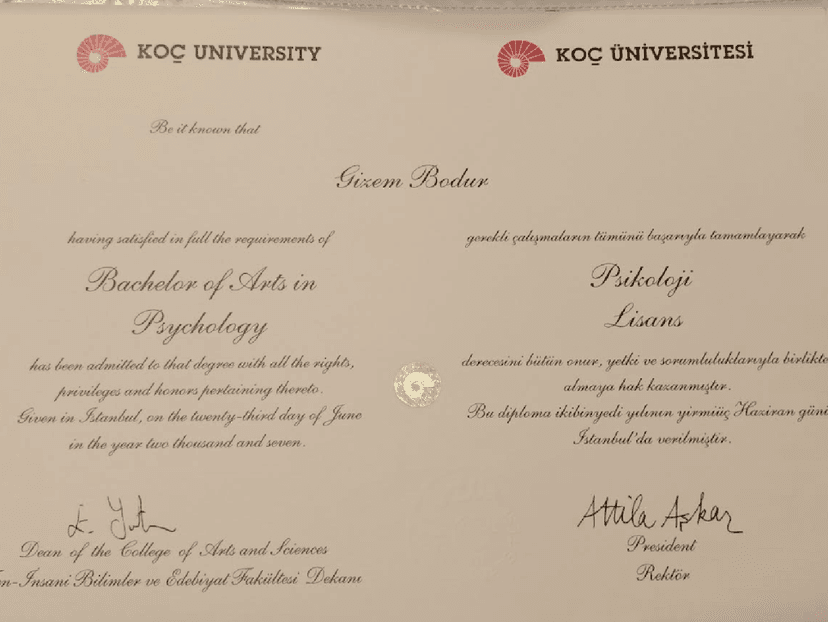 KOÇ UNIVERSITY
KOÇ ÜNİVERSİTESİ
Be it known that
Gizem Bodur
having satisfied in full the requirements of
Bachelor of Arts in
Psychology
has been admitted to that degree with all the rights,
privileges and honors pertaining thereto.
Given in Istanbul, on the twenty-third day of June
in the year two thousand and seven.
gerekli çalışmaların tümünü başarıyla tamamlayarak
Psikoloji
Lisans
derecesini bütün onur, yetki ve sorumluluklarıyla birlikte
almaya hak kazanmıştır.
Bu diploma ikibinyedi yılının yirmiüç Haziran günü
İstanbul'da verilmiştir.
Dean of the College of Arts and Sciences
en-İnsani Bilimler ve Edebiyat Fakültesi Dekanı
Attila Aşkar
President
Rektör